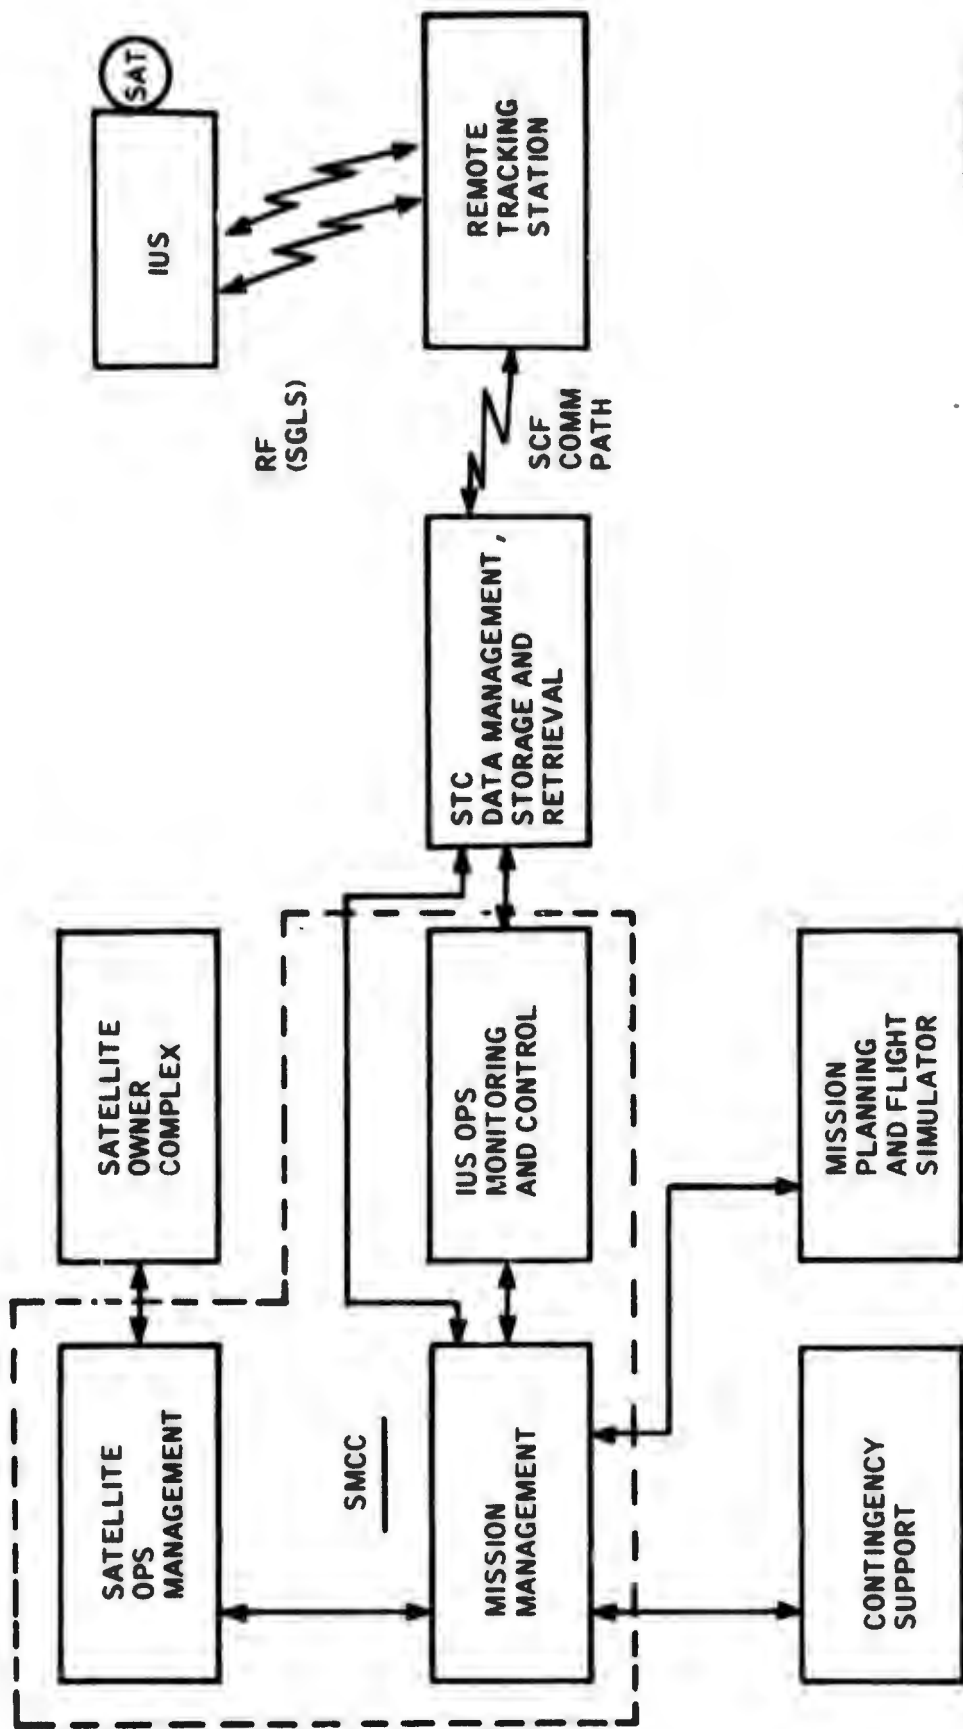 SATELLITE
OPS
MANAGEMENT
SATELLITE
OWNER
COMPLEX
IUS
SAT
RF
(SGLS)
SMCC
MISSION
MANAGEMENT
IUS OPS
MONITORING
AND CONTROL
STC
DATA MANAGEMENT,
STORAGE AND
RETRIEVAL
SCF
COMM
PATH
REMOTE
TRACKING
STATION
CONTINGENCY
SUPPORT
MISSION
PLANNING
AND FLIGHT
SIMULATOR